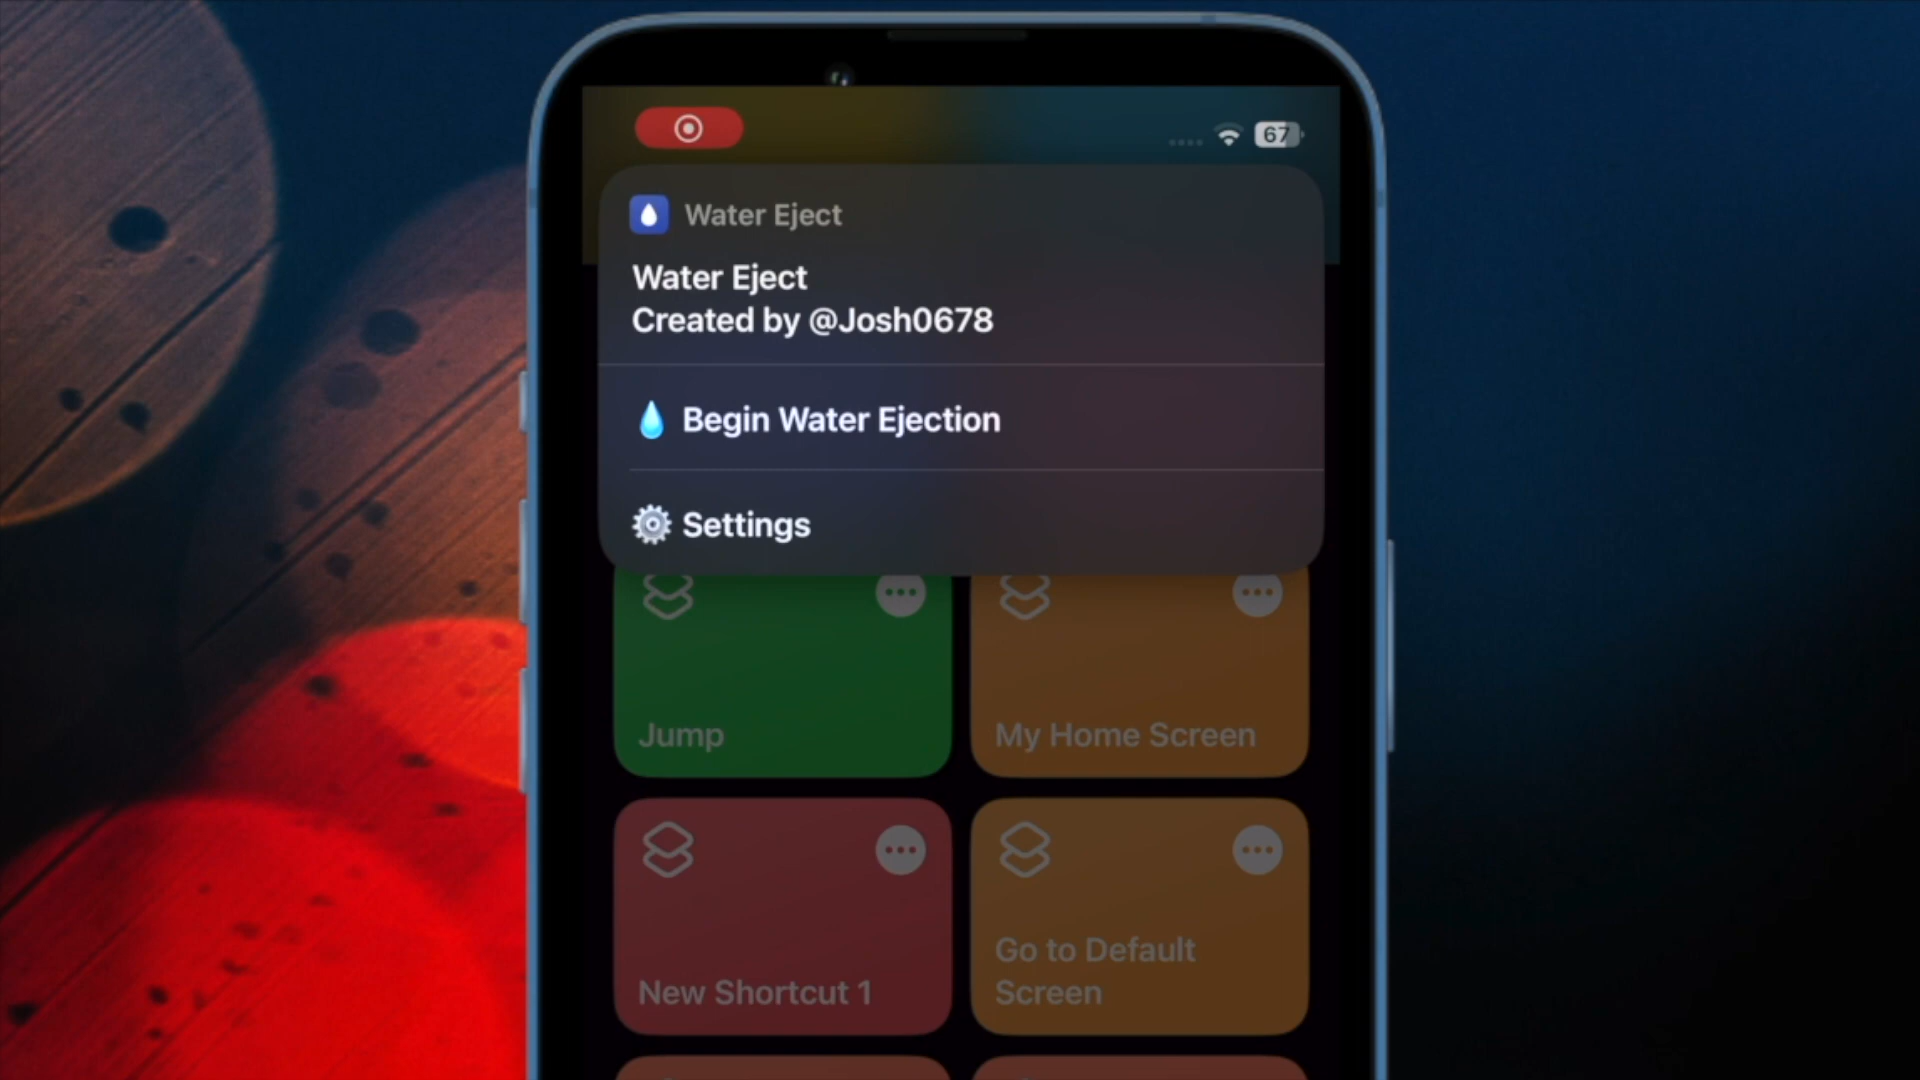 67
Water Eject
Water Eject
Created by @Josh0678
Begin Water Ejection
Settings
Jump
My Home Screen
New Shortcut 1
Go to Default
Screen